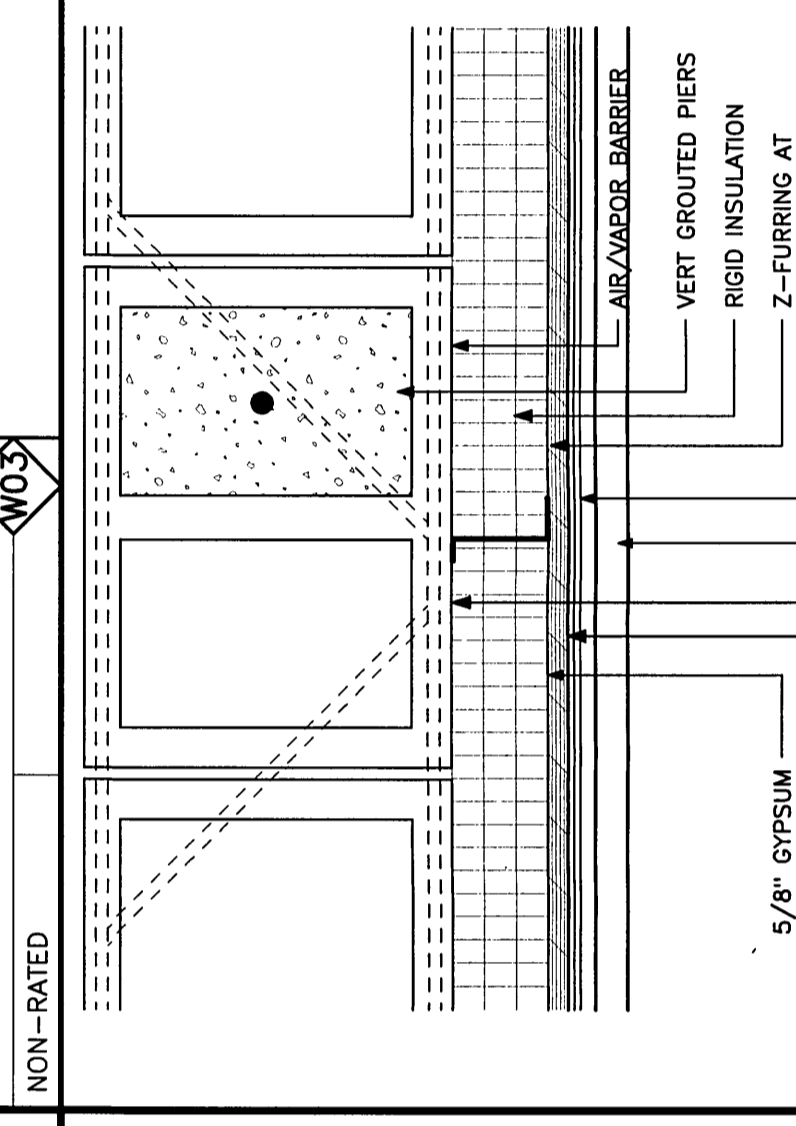 W03
NON-RATED
AIR/VAPOR BARRIER
VERT GROUTED PIERS
RIGID INSULATION
Z-FURRING AT
5/8" GYPSUM